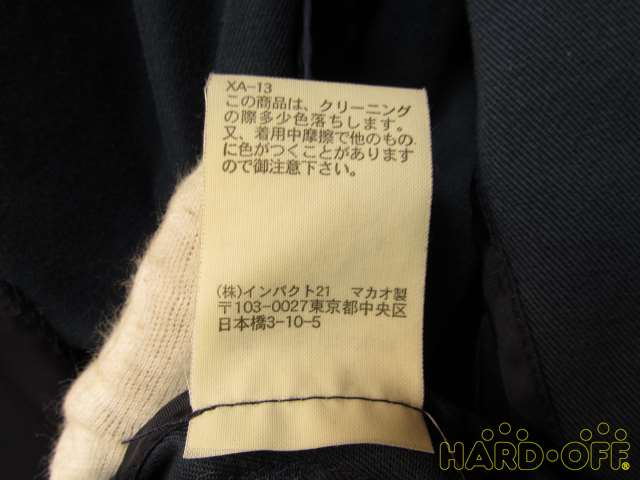 XA-13
この商品は、クリーニング
の際多少色落ちします。
又、着用中摩擦で他のもの
に色がつくことがあります
ので御注意下さい。
(株)インパクト21 マカオ製
〒103-0027東京都中央区
日本橋3-10-5
HARD·OFF